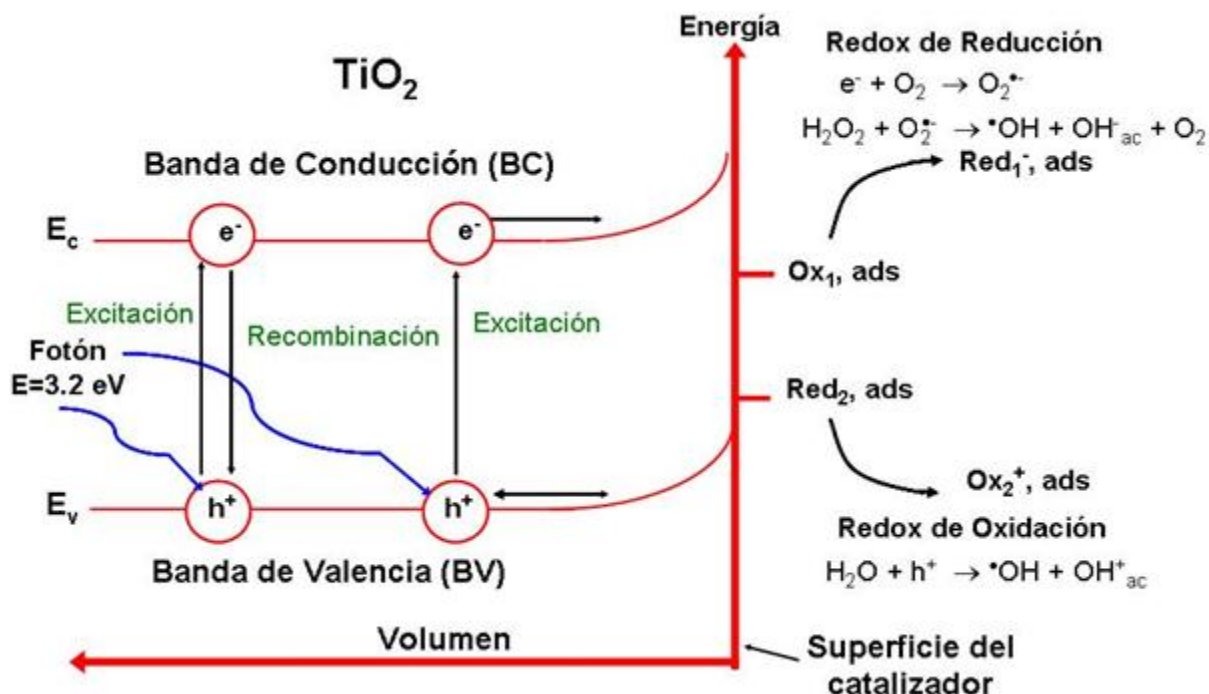 Energía
TiO₂
Redox de Reducción
e⁻ + O₂ → O₂•⁻
H₂O₂ + O₂•⁻ → •OH + OH⁻ac + O₂
Red₁⁻, ads
Banda de Conducción (BC)
Ec
e⁻
e⁻
Ox₁, ads
Excitación
Recombinación
Excitación
Fotón
E=3.2 eV
Red₂, ads
Ev
h⁺
h⁺
Ox₂⁺, ads
Redox de Oxidación
H₂O + h⁺ → •OH + OH⁺ac
Banda de Valencia (BV)
Volumen
Superficie del
catalizador